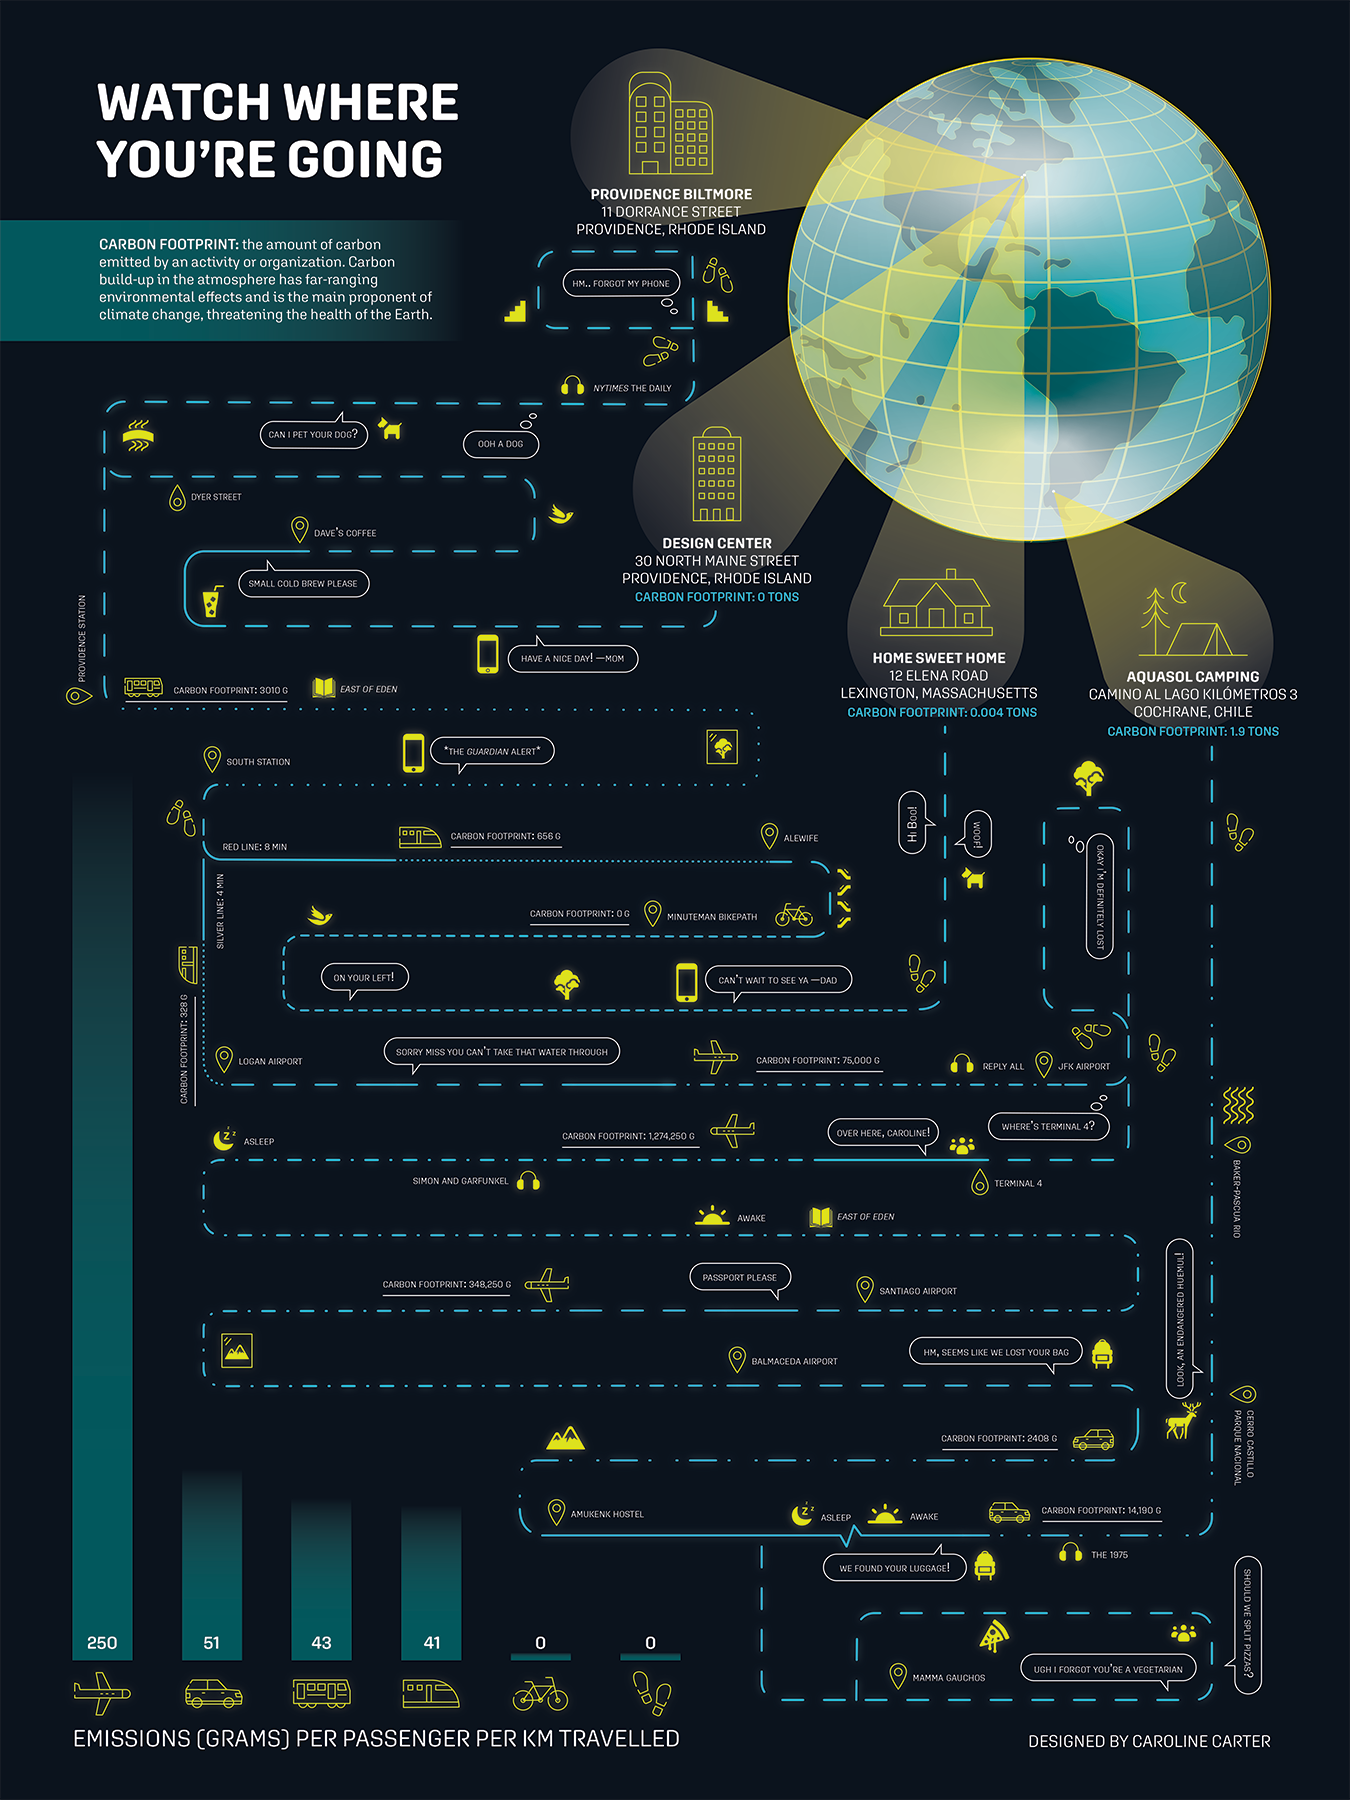 WATCH WHERE
YOU'RE GOING
CARBON FOOTPRINT: the amount of carbon
emitted by an activity or organization. Carbon
build-up in the atmosphere has far-ranging
environmental effects and is the main proponent of
climate change, threatening the health of the Earth.
PROVIDENCE BILTMORE
11 DORRANCE STREET
PROVIDENCE, RHODE ISLAND
HM.. FORGOT MY PHONE
NYTIMES THE DAILY
CAN I PET YOUR DOG?
OOH A DOG
DYER STREET
DAVE'S COFFEE
SMALL COLD BREW PLEASE
DESIGN CENTER
30 NORTH MAINE STREET
PROVIDENCE, RHODE ISLAND
CARBON FOOTPRINT: 0 TONS
HAVE A NICE DAY! —MOM
PROVIDENCE STATION
CARBON FOOTPRINT: 3010 G
EAST OF EDEN
HOME SWEET HOME
12 ELENA ROAD
LEXINGTON, MASSACHUSETTS
CARBON FOOTPRINT: 0.004 TONS
AQUASOL CAMPING
CAMINO AL LAGO KILÓMETROS 3
COCHRANE, CHILE
CARBON FOOTPRINT: 1.9 TONS
SOUTH STATION
*THE GUARDIAN ALERT*
RED LINE: 8 MIN
CARBON FOOTPRINT: 656 G
ALEWIFE
Hi Boo!
WOOF!
OKAY I'M DEFINITELY LOST
SILVER LINE: 4 MIN
CARBON FOOTPRINT: 0 G
MINUTEMAN BIKEPATH
ON YOUR LEFT!
CAN'T WAIT TO SEE YA —DAD
CARBON FOOTPRINT: 328 G
LOGAN AIRPORT
SORRY MISS YOU CAN'T TAKE THAT WATER THROUGH
CARBON FOOTPRINT: 75,000 G
REPLY ALL
JFK AIRPORT
ASLEEP
CARBON FOOTPRINT: 1,274,250 G
OVER HERE, CAROLINE!
WHERE'S TERMINAL 4?
BAKER-PASCUA RIO
SIMON AND GARFUNKEL
TERMINAL 4
AWAKE
EAST OF EDEN
CARBON FOOTPRINT: 348,250 G
PASSPORT PLEASE
SANTIAGO AIRPORT
LOOK, AN ENDANGERED HUEMUL!
BALMACEDA AIRPORT
HM, SEEMS LIKE WE LOST YOUR BAG
CARBON FOOTPRINT: 2408 G
CERRO CASTILLO
PARQUE NACIONAL
AMUKENK HOSTEL
ASLEEP
AWAKE
CARBON FOOTPRINT: 14,190 G
WE FOUND YOUR LUGGAGE!
THE 1975
SHOULD WE SPLIT PIZZAS?
MAMMA GAUCHOS
UGH I FORGOT YOU'RE A VEGETARIAN
250
51
43
41
0
0
EMISSIONS (GRAMS) PER PASSENGER PER KM TRAVELLED
DESIGNED BY CAROLINE CARTER